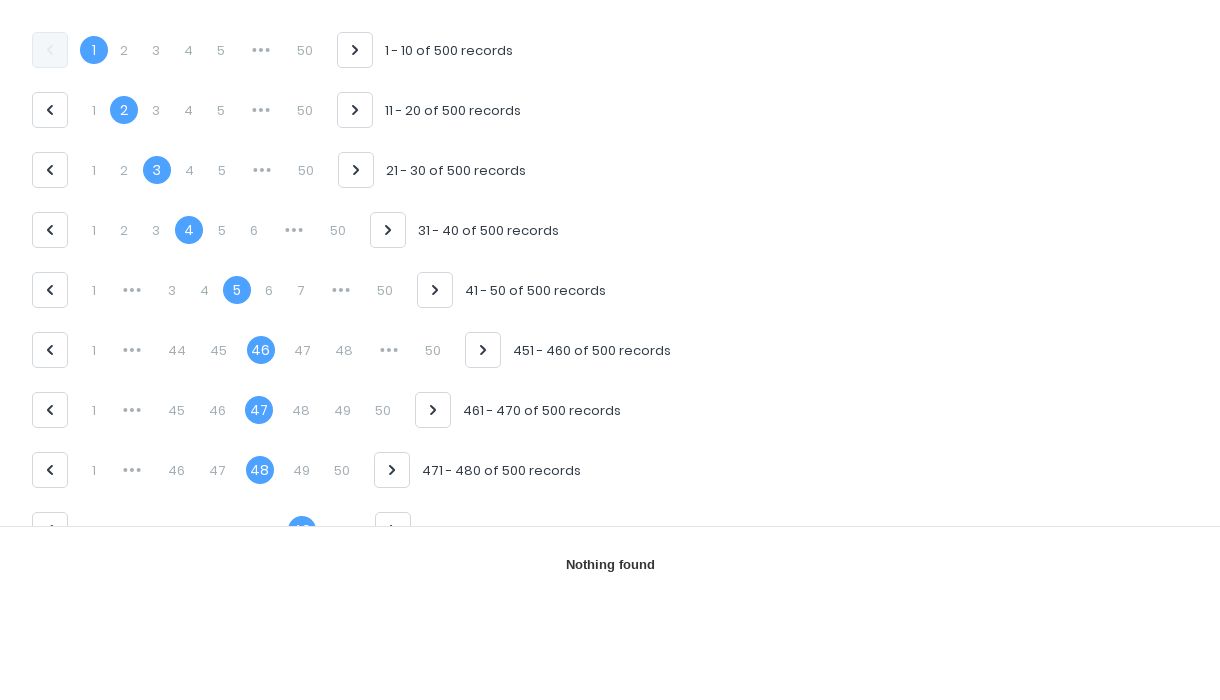 1 2 3 4 5 ••• 50 1 - 10 of 500 records
1 2 3 4 5 ••• 50 11 - 20 of 500 records
1 2 3 4 5 ••• 50 21 - 30 of 500 records
1 2 3 4 5 6 ••• 50 31 - 40 of 500 records
1 ••• 3 4 5 6 7 ••• 50 41 - 50 of 500 records
1 ••• 44 45 46 47 48 ••• 50 451 - 460 of 500 records
1 ••• 45 46 47 48 49 50 461 - 470 of 500 records
1 ••• 46 47 48 49 50 471 - 480 of 500 records
Nothing found